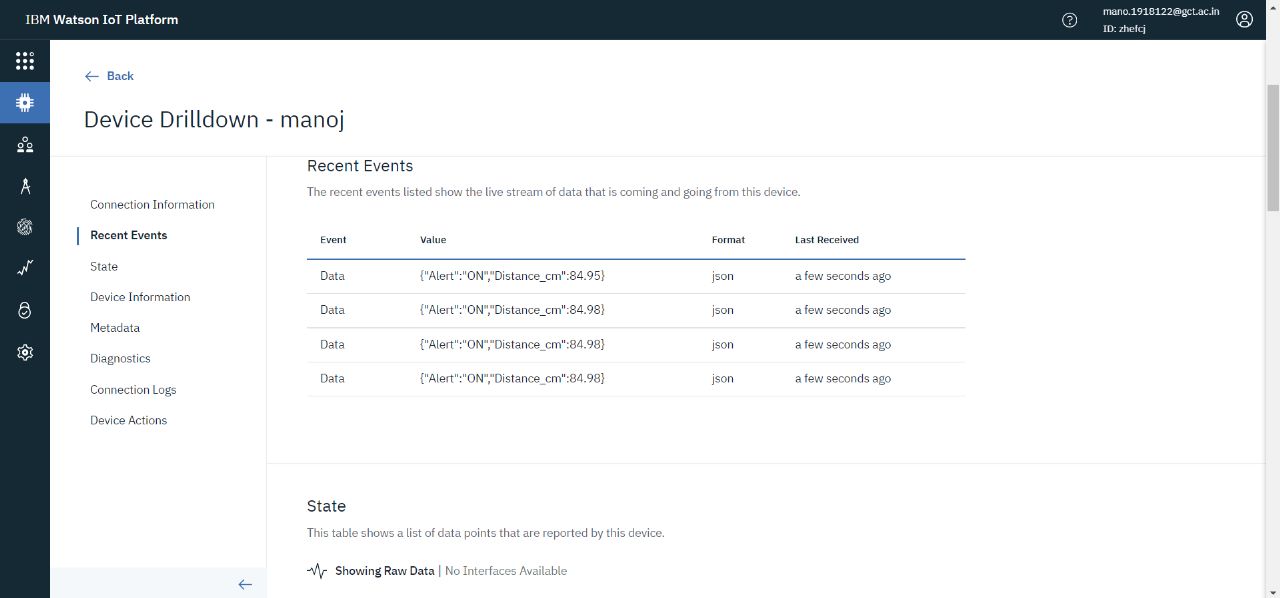 IBM Watson IoT Platform
mano.1918122@gct.ac.in
ID: zhefcj
Back
Device Drilldown - manoj
Connection Information
Recent Events
State
Device Information
Metadata
Diagnostics
Connection Logs
Device Actions
Recent Events
The recent events listed show the live stream of data that is coming and going from this device.
Event Value Format Last Received
Data {"Alert":"ON","Distance_cm":84.95} json a few seconds ago
Data {"Alert":"ON","Distance_cm":84.98} json a few seconds ago
Data {"Alert":"ON","Distance_cm":84.98} json a few seconds ago
Data {"Alert":"ON","Distance_cm":84.98} json a few seconds ago
State
This table shows a list of data points that are reported by this device.
Showing Raw Data | No Interfaces Available